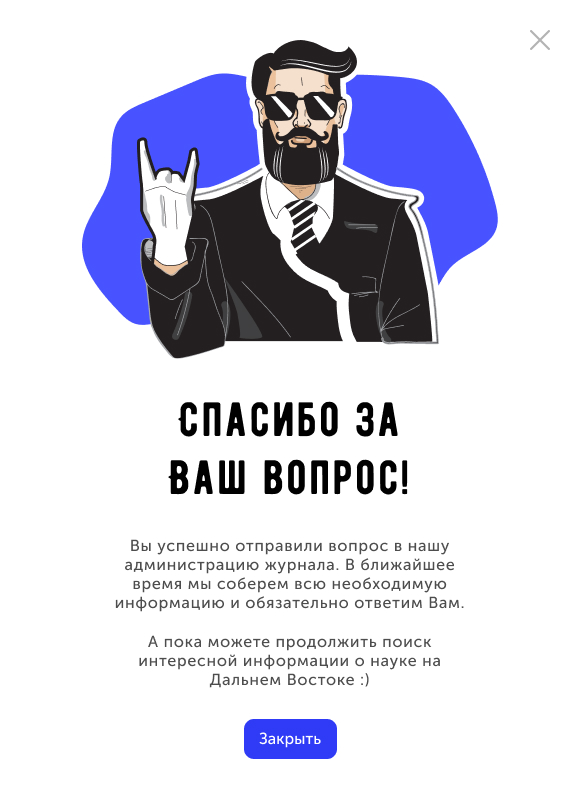 Спасибо за
Ваш вопрос!
Вы успешно отправили вопрос в нашу
администрацию журнала. В ближайшее
время мы соберем всю необходимую
информацию и обязательно ответим Вам.
А пока можете продолжить поиск
интересной информации о науке на
Дальнем Востоке :)
Закрыть